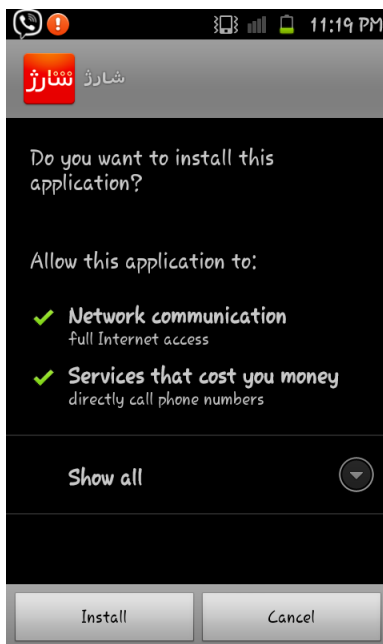 11:19 PM
شارژ شارژ
Do you want to install this
application?
Allow this application to:
Network communication
full Internet access
Services that cost you money
directly call phone numbers
Show all
Install Cancel